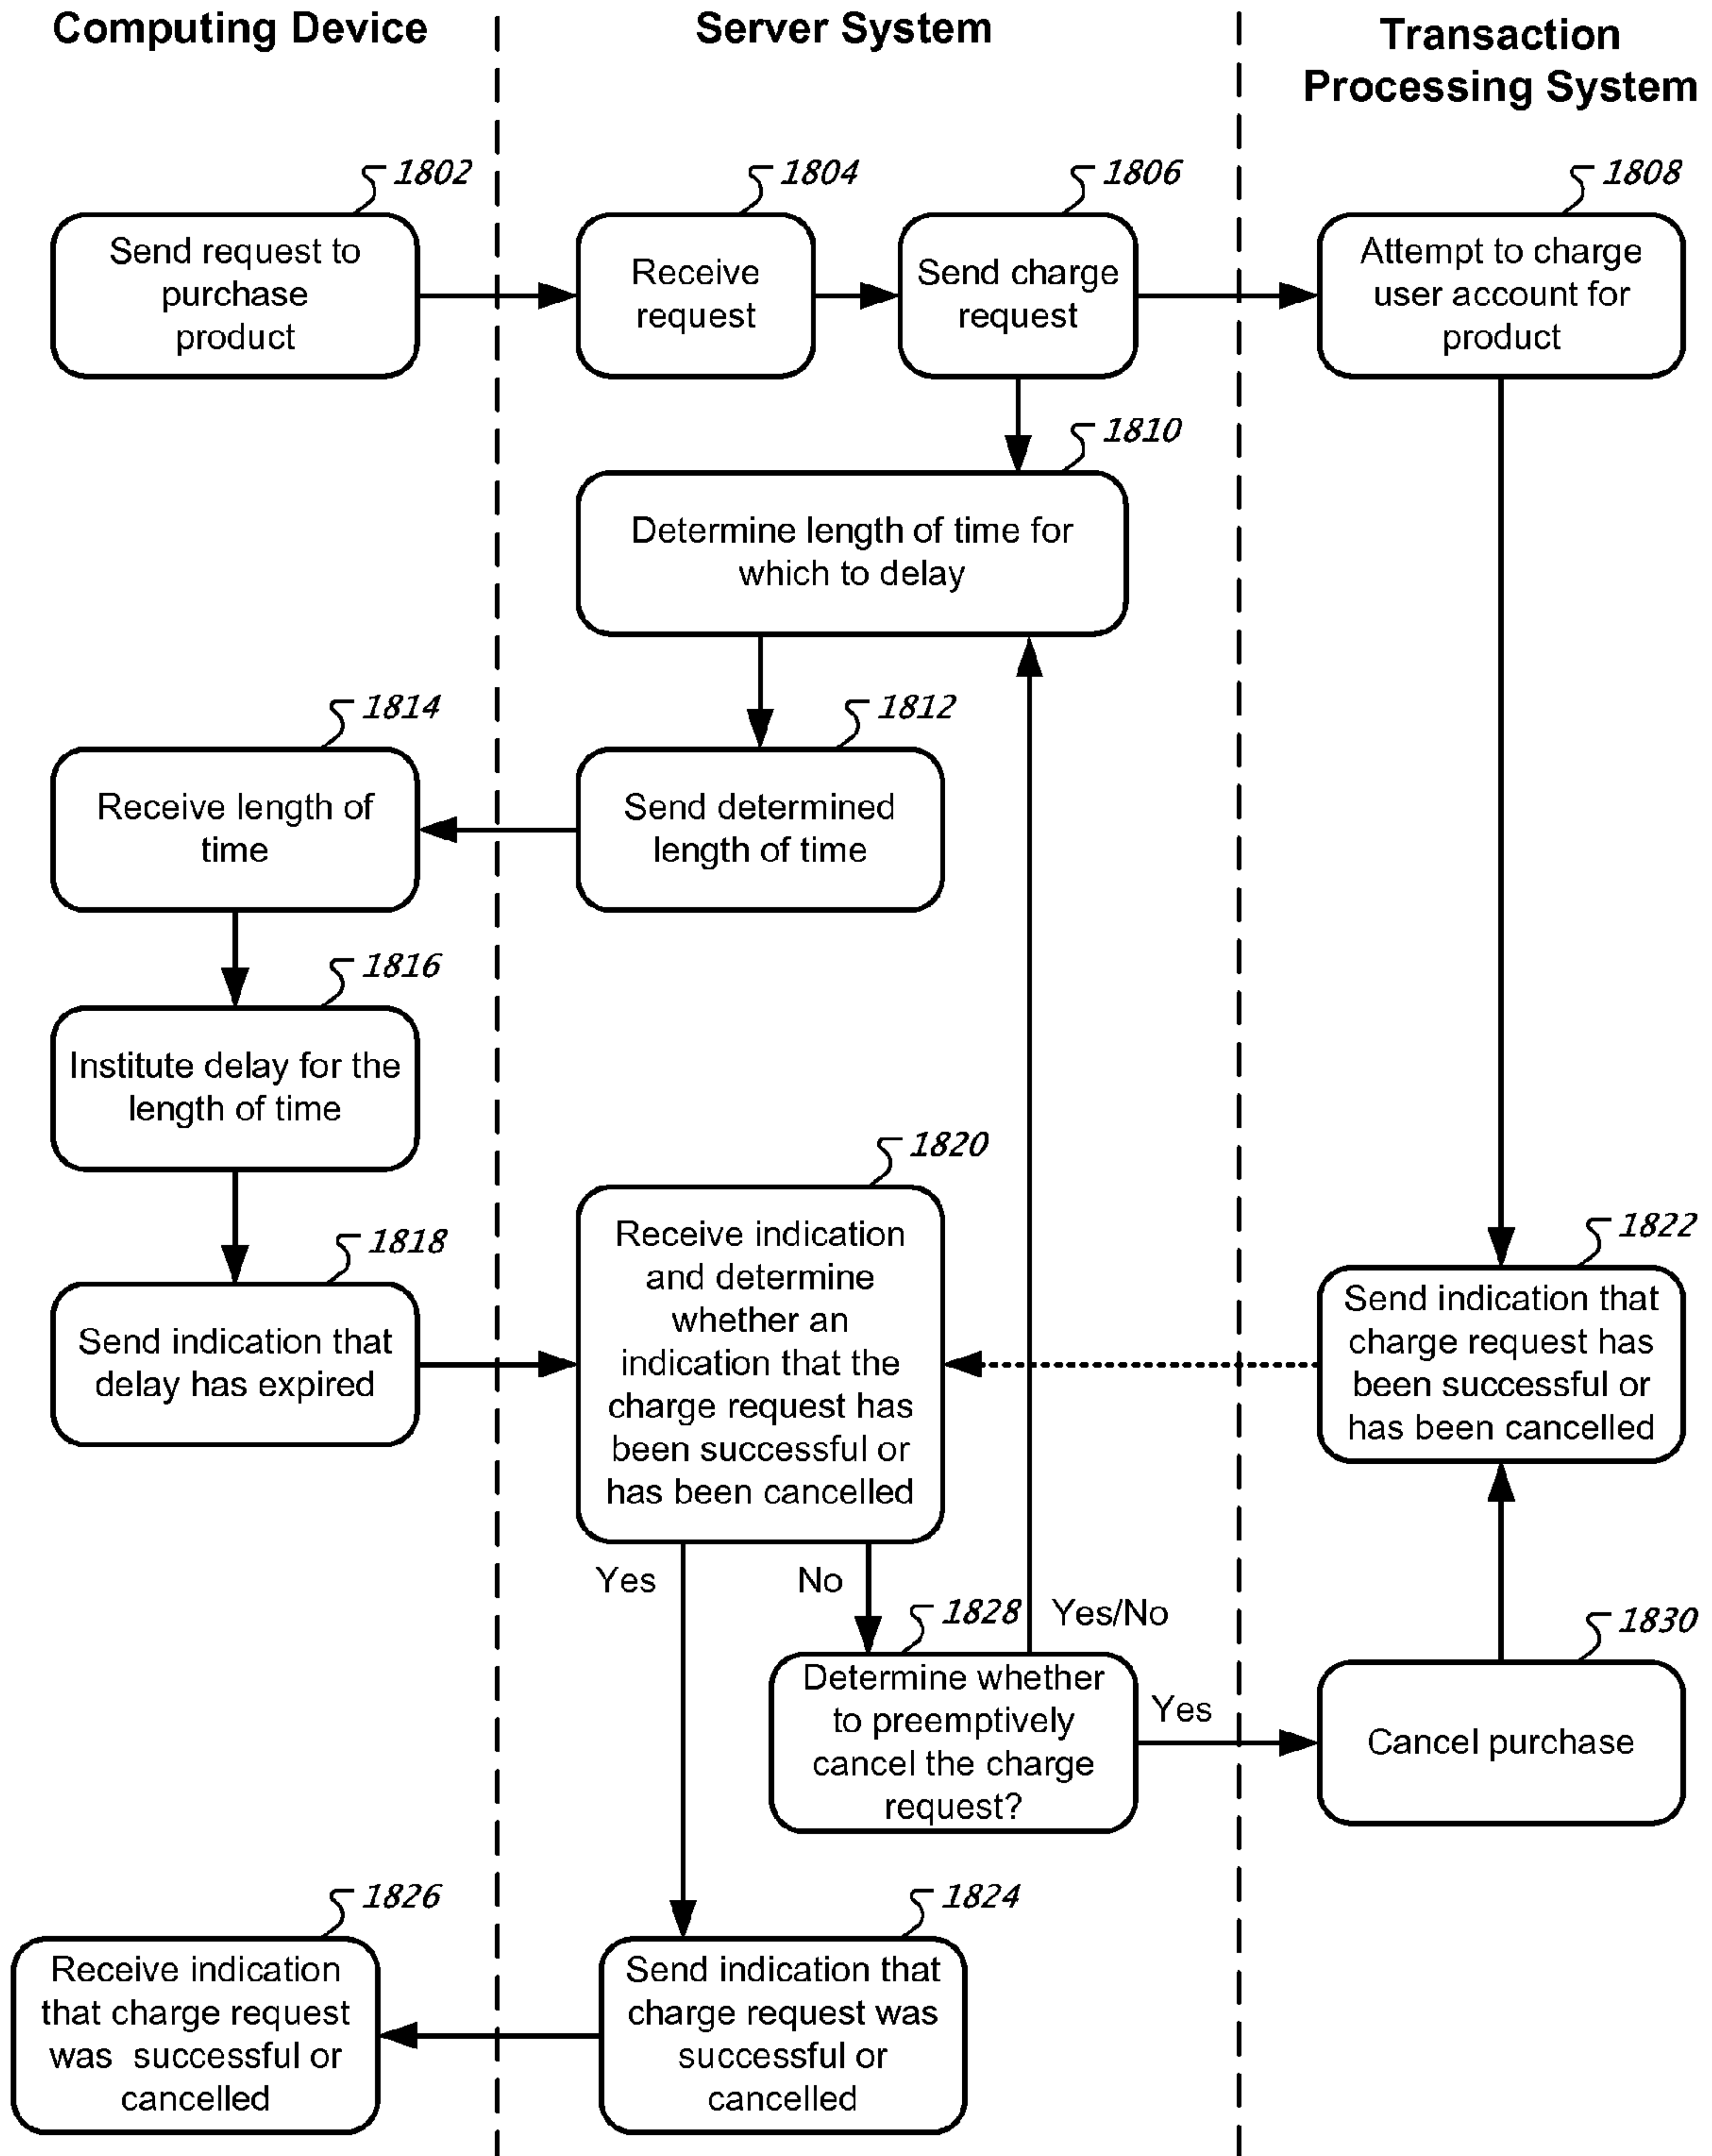 Computing Device
Server System
Transaction
Processing System
1802
1804
1806
1808
Send request to
purchase
product
Receive
request
Send charge
request
Attempt to charge
user account for
product
1810
Determine length of time for
which to delay
1814
1812
Receive length of
time
Send determined
length of time
1816
Institute delay for the
length of time
1820
1818
1822
Send indication that
delay has expired
Receive indication
and determine
whether an
indication that the
charge request has
been successful or
has been cancelled
Send indication that
charge request has
been successful or
has been cancelled
Yes
No
1828
Yes/No
1830
Determine whether
to preemptively
cancel the charge
request?
Yes
Cancel purchase
1826
1824
Receive indication
that charge request
was successful or
cancelled
Send indication that
charge request was
successful or
cancelled